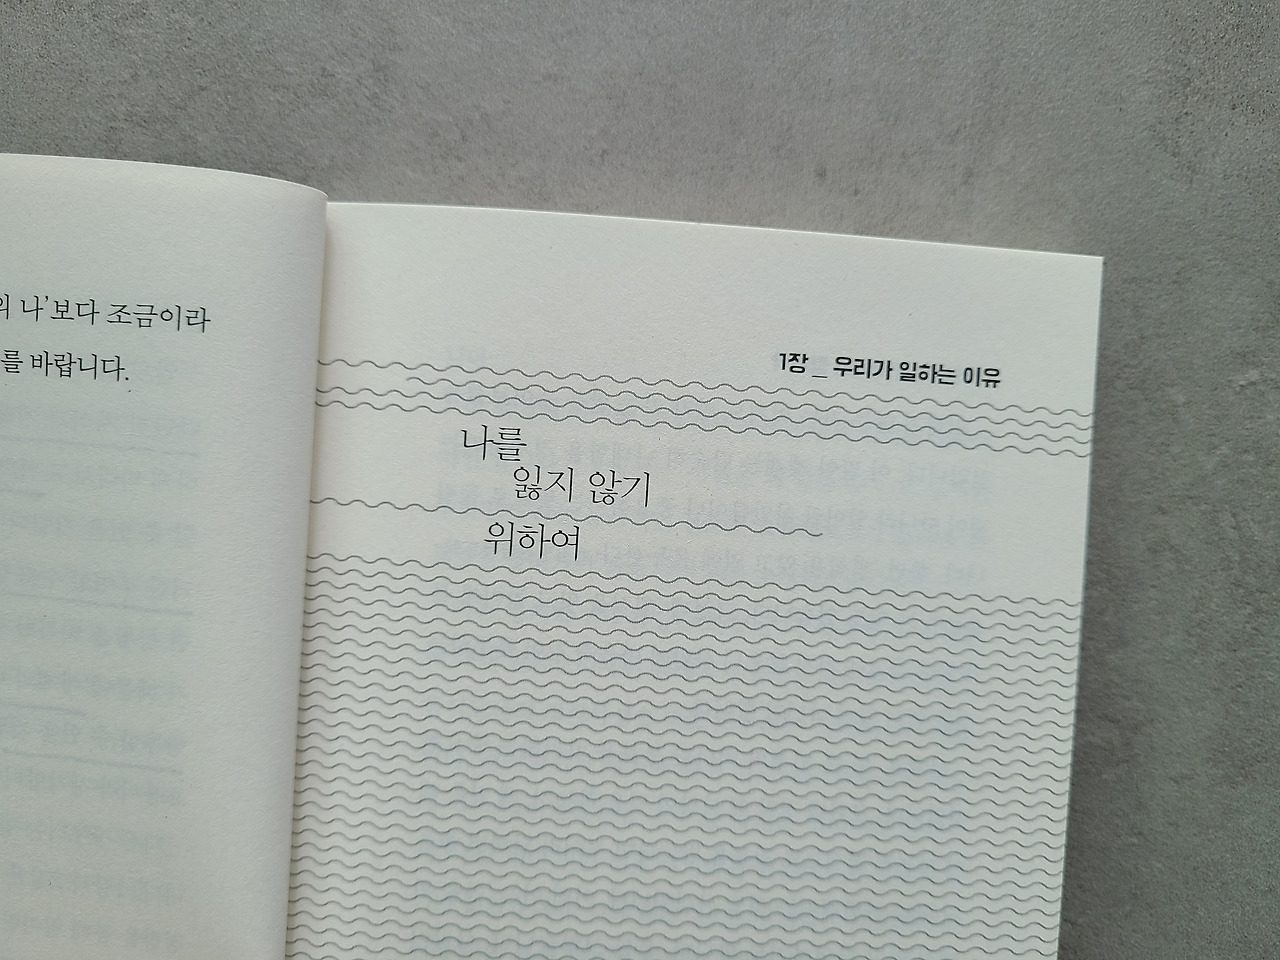 나'보다 조금이라
를 바랍니다.
1장 _ 우리가 일하는 이유
나를
잃지 않기
위하여